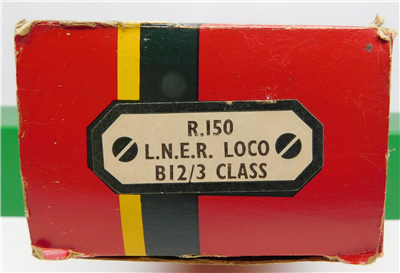 R.150
L.N.E.R. LOCO
B12/3 CLASS